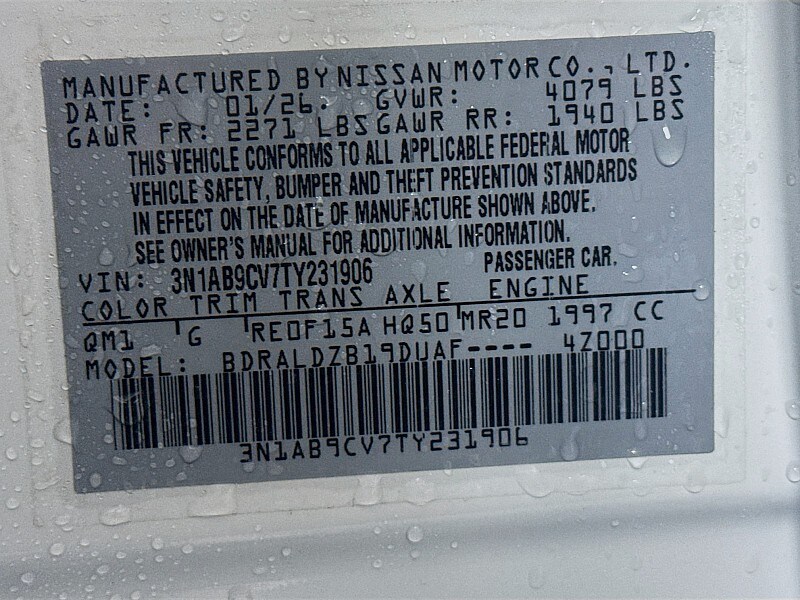 MANUFACTURED BY NISSAN MOTOR CO., LTD.
DATE: 01/26. GVWR: 4079 LBS
GAWR FR: 2271 LBS GAWR RR: 1940 LBS
THIS VEHICLE CONFORMS TO ALL APPLICABLE FEDERAL MOTOR
VEHICLE SAFETY, BUMPER AND THEFT PREVENTION STANDARDS
IN EFFECT ON THE DATE OF MANUFACTURE SHOWN ABOVE.
SEE OWNER'S MANUAL FOR ADDITIONAL INFORMATION.
VIN: 3N1AB9CV7TY231906 PASSENGER CAR.
COLOR TRIM TRANS AXLE ENGINE
QM1 G RE0F15A HQ50 MR20 1997 CC
MODEL: BDRALDZB19DUAF---- 4Z000
3N1AB9CV7TY231906